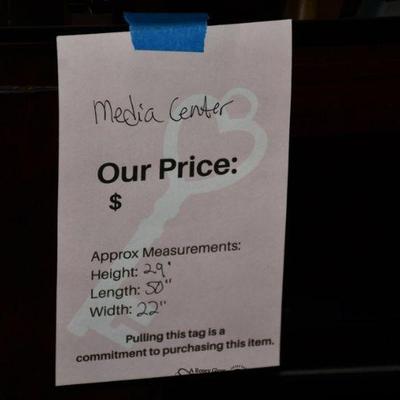 Media Center
Our Price:
$
Approx Measurements:
Height: 29"
Length: 50"
Width: 22"
Pulling this tag is a
commitment to purchasing this item.